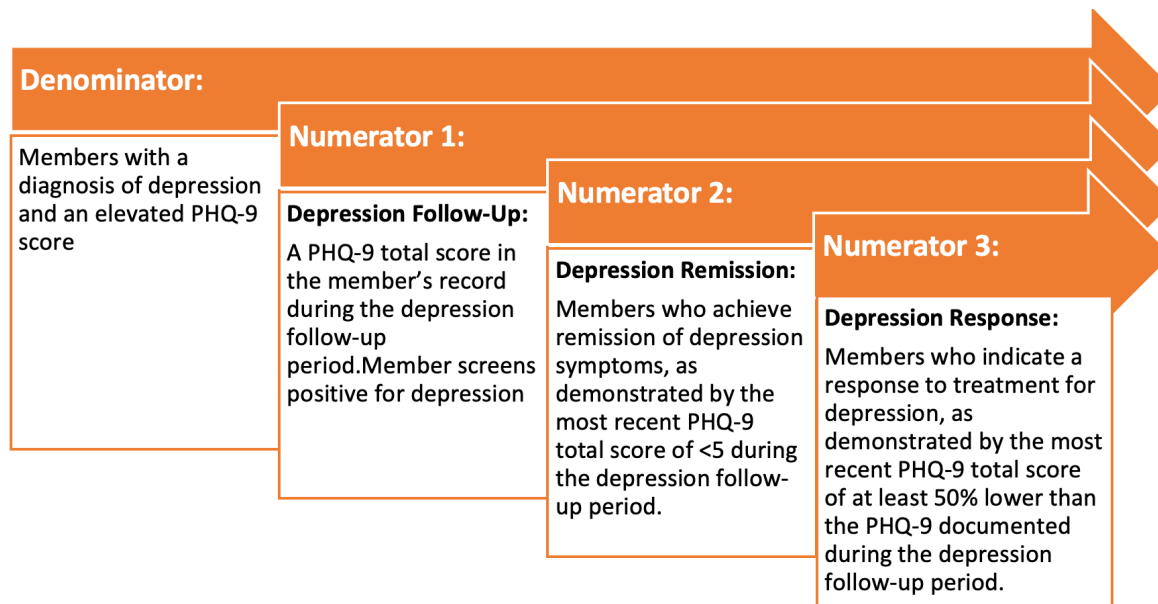 Denominator:
Members with a
diagnosis of depression
and an elevated PHQ-9
score
Numerator 1:
Depression Follow-Up:
A PHQ-9 total score in
the member's record
during the depression
follow-up
period.Member screens
positive for depression
Numerator 2:
Depression Remission:
Members who achieve
remission of depression
symptoms, as
demonstrated by the
most recent PHQ-9
total score of <5 during
the depression follow-
up period.
Numerator 3:
Depression Response:
Members who indicate a
response to treatment for
depression, as
demonstrated by the most
recent PHQ-9 total score
of at least 50% lower than
the PHQ-9 documented
during the depression
follow-up period.